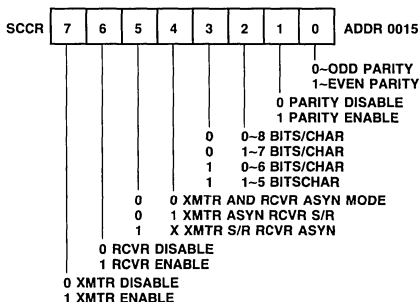 SCCR 7 6 5 4 3 2 1 0 ADDR 0015
0~ODD PARITY
1~EVEN PARITY
0 PARITY DISABLE
1 PARITY ENABLE
0 0~8 BITS/CHAR
0 1~7 BITS/CHAR
1 0~6 BITS/CHAR
1 1~5 BITSCHAR
0 0 XMTR AND RCVR ASYN MODE
0 1 XMTR ASYN RCVR S/R
1 X XMTR S/R RCVR ASYN
0 RCVR DISABLE
1 RCVR ENABLE
0 XMTR DISABLE
1 XMTR ENABLE